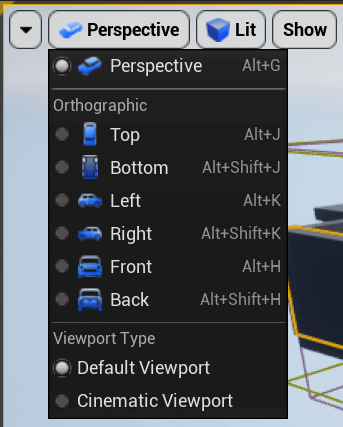 Perspective Lit Show
Perspective Alt+G
Orthographic
Top Alt+J
Bottom Alt+Shift+J
Left Alt+K
Right Alt+Shift+K
Front Alt+H
Back Alt+Shift+H
Viewport Type
Default Viewport
Cinematic Viewport